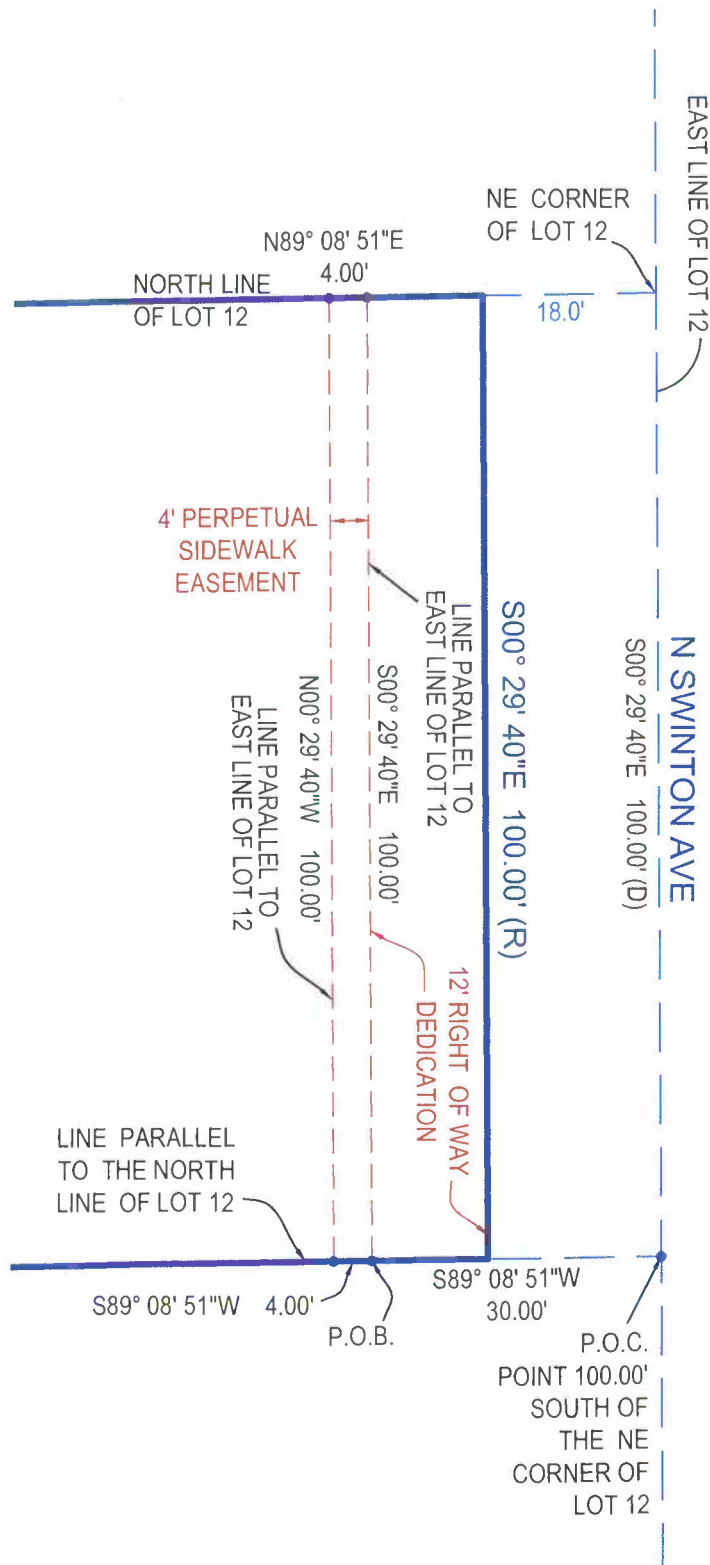 EAST LINE OF LOT 12
NE CORNER
OF LOT 12
N89° 08' 51"E
4.00'
NORTH LINE
OF LOT 12
18.0'
4' PERPETUAL
SIDEWALK
EASEMENT
LINE PARALLEL TO
EAST LINE OF LOT 12
S00° 29' 40"E 100.00' (R)
N SWINTON AVE
S00° 29' 40"E 100.00' (D)
S00° 29' 40"E 100.00'
N00° 29' 40"W 100.00'
LINE PARALLEL TO
EAST LINE OF LOT 12
12' RIGHT OF WAY
DEDICATION
LINE PARALLEL
TO THE NORTH
LINE OF LOT 12
S89° 08' 51"W 4.00'
P.O.B.
S89° 08' 51"W
30.00'
P.O.C.
POINT 100.00'
SOUTH OF
THE NE
CORNER OF
LOT 12